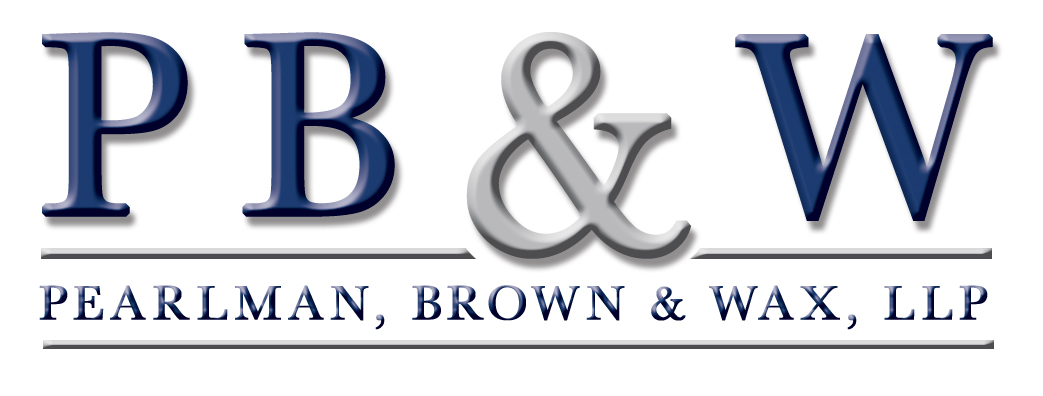 PB&W
PEARLMAN, BROWN & WAX, LLP